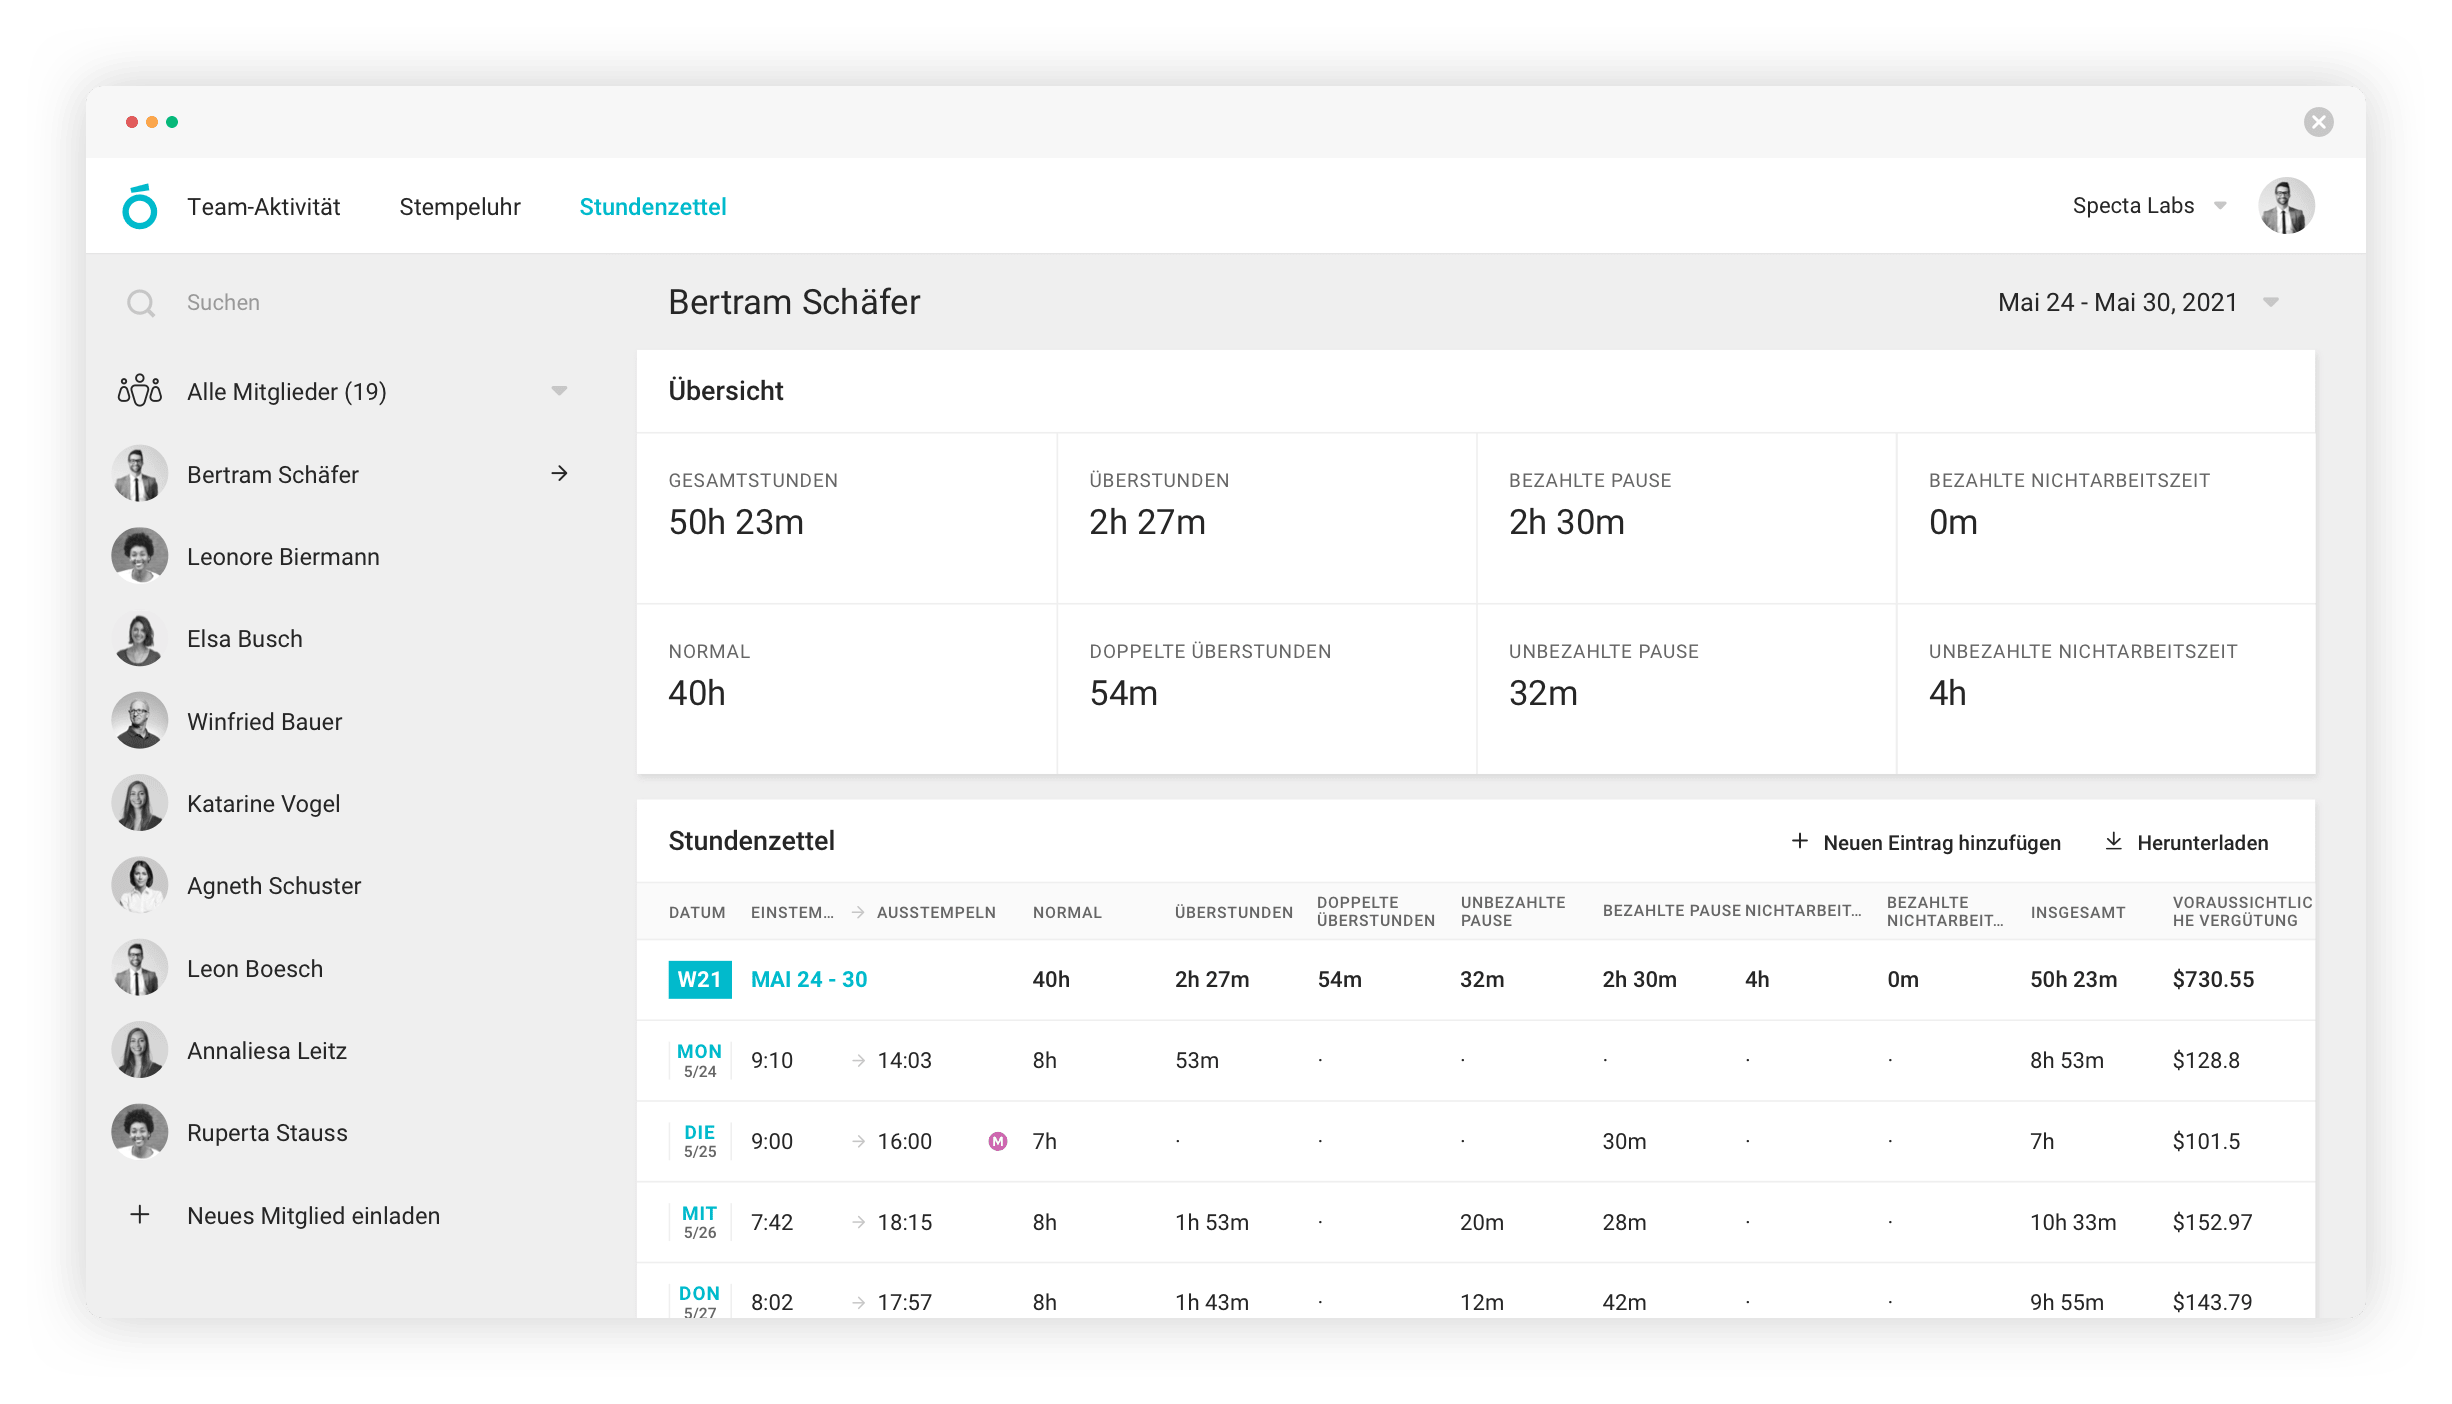 Team-Aktivität Stempeluhr Stundenzettel Specta Labs
Suchen
Alle Mitglieder (19)
Bertram Schäfer
Leonore Biermann
Elsa Busch
Winfried Bauer
Katarine Vogel
Agneth Schuster
Leon Boesch
Annaliesa Leitz
Ruperta Stauss
Neues Mitglied einladen
Bertram Schäfer Mai 24 - Mai 30, 2021
Übersicht
GESAMTSTUNDEN ÜBERSTUNDEN BEZAHLTE PAUSE BEZAHLTE NICHTARBEITSZEIT
50h 23m 2h 27m 2h 30m 0m
NORMAL DOPPELTE ÜBERSTUNDEN UNBEZAHLTE PAUSE UNBEZAHLTE NICHTARBEITSZEIT
40h 54m 32m 4h
Stundenzettel Neuen Eintrag hinzufügen Herunterladen
DATUM EINSTEM... → AUSSTEMPELN NORMAL ÜBERSTUNDEN DOPPELTE ÜBERSTUNDEN UNBEZAHLTE PAUSE BEZAHLTE PAUSE NICHTARBEIT... BEZAHLTE NICHTARBEIT... INSGESAMT VORAUSSICHTLICHE VERGÜTUNG
W21 MAI 24 - 30 40h 2h 27m 54m 32m 2h 30m 4h 0m 50h 23m $730.55
MON 5/24 9:10 → 14:03 8h 53m · · · · · 8h 53m $128.8
DIE 5/25 9:00 → 16:00 M 7h · · · 30m · · 7h $101.5
MIT 5/26 7:42 → 18:15 8h 1h 53m · 20m 28m · · 10h 33m $152.97
DON 5/27 8:02 → 17:57 8h 1h 43m · 12m 42m · · 9h 55m $143.79